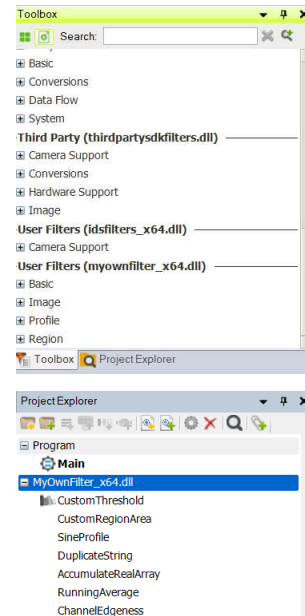 Toolbox
Search:
Basic
Conversions
Data Flow
System
Third Party (thirdpartysdkfilters.dll)
Camera Support
Conversions
Hardware Support
Image
User Filters (idsfilters_x64.dll)
Camera Support
User Filters (myownfilter_x64.dll)
Basic
Image
Profile
Region
Toolbox Project Explorer
Project Explorer
Program
Main
MyOwnFilter_x64.dll
CustomThreshold
CustomRegionArea
SineProfile
DuplicateString
AccumulateRealArray
RunningAverage
ChannelEdgeness